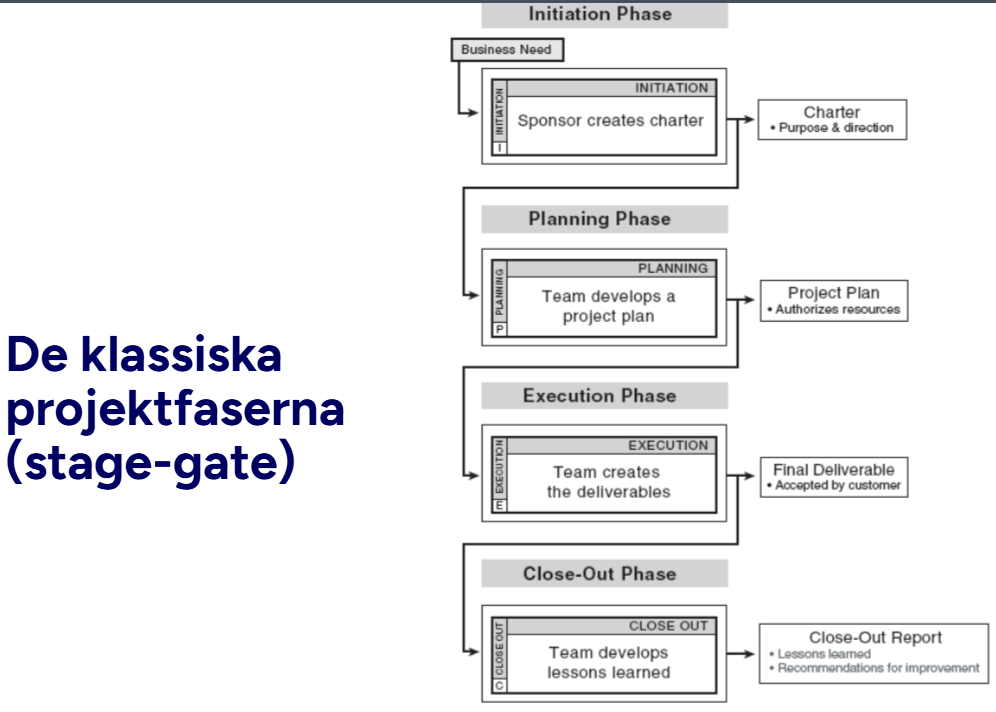 De klassiska
projektfaserna
(stage-gate)
Initiation Phase
Business Need
INITIATION
INITIATION
I
Sponsor creates charter
Charter
• Purpose & direction
Planning Phase
PLANNING
PLANNING
P
Team develops a
project plan
Project Plan
• Authorizes resources
Execution Phase
EXECUTION
EXECUTION
E
Team creates
the deliverables
Final Deliverable
• Accepted by customer
Close-Out Phase
CLOSE OUT
CLOSE OUT
C
Team develops
lessons learned
Close-Out Report
• Lessons learned
• Recommendations for improvement